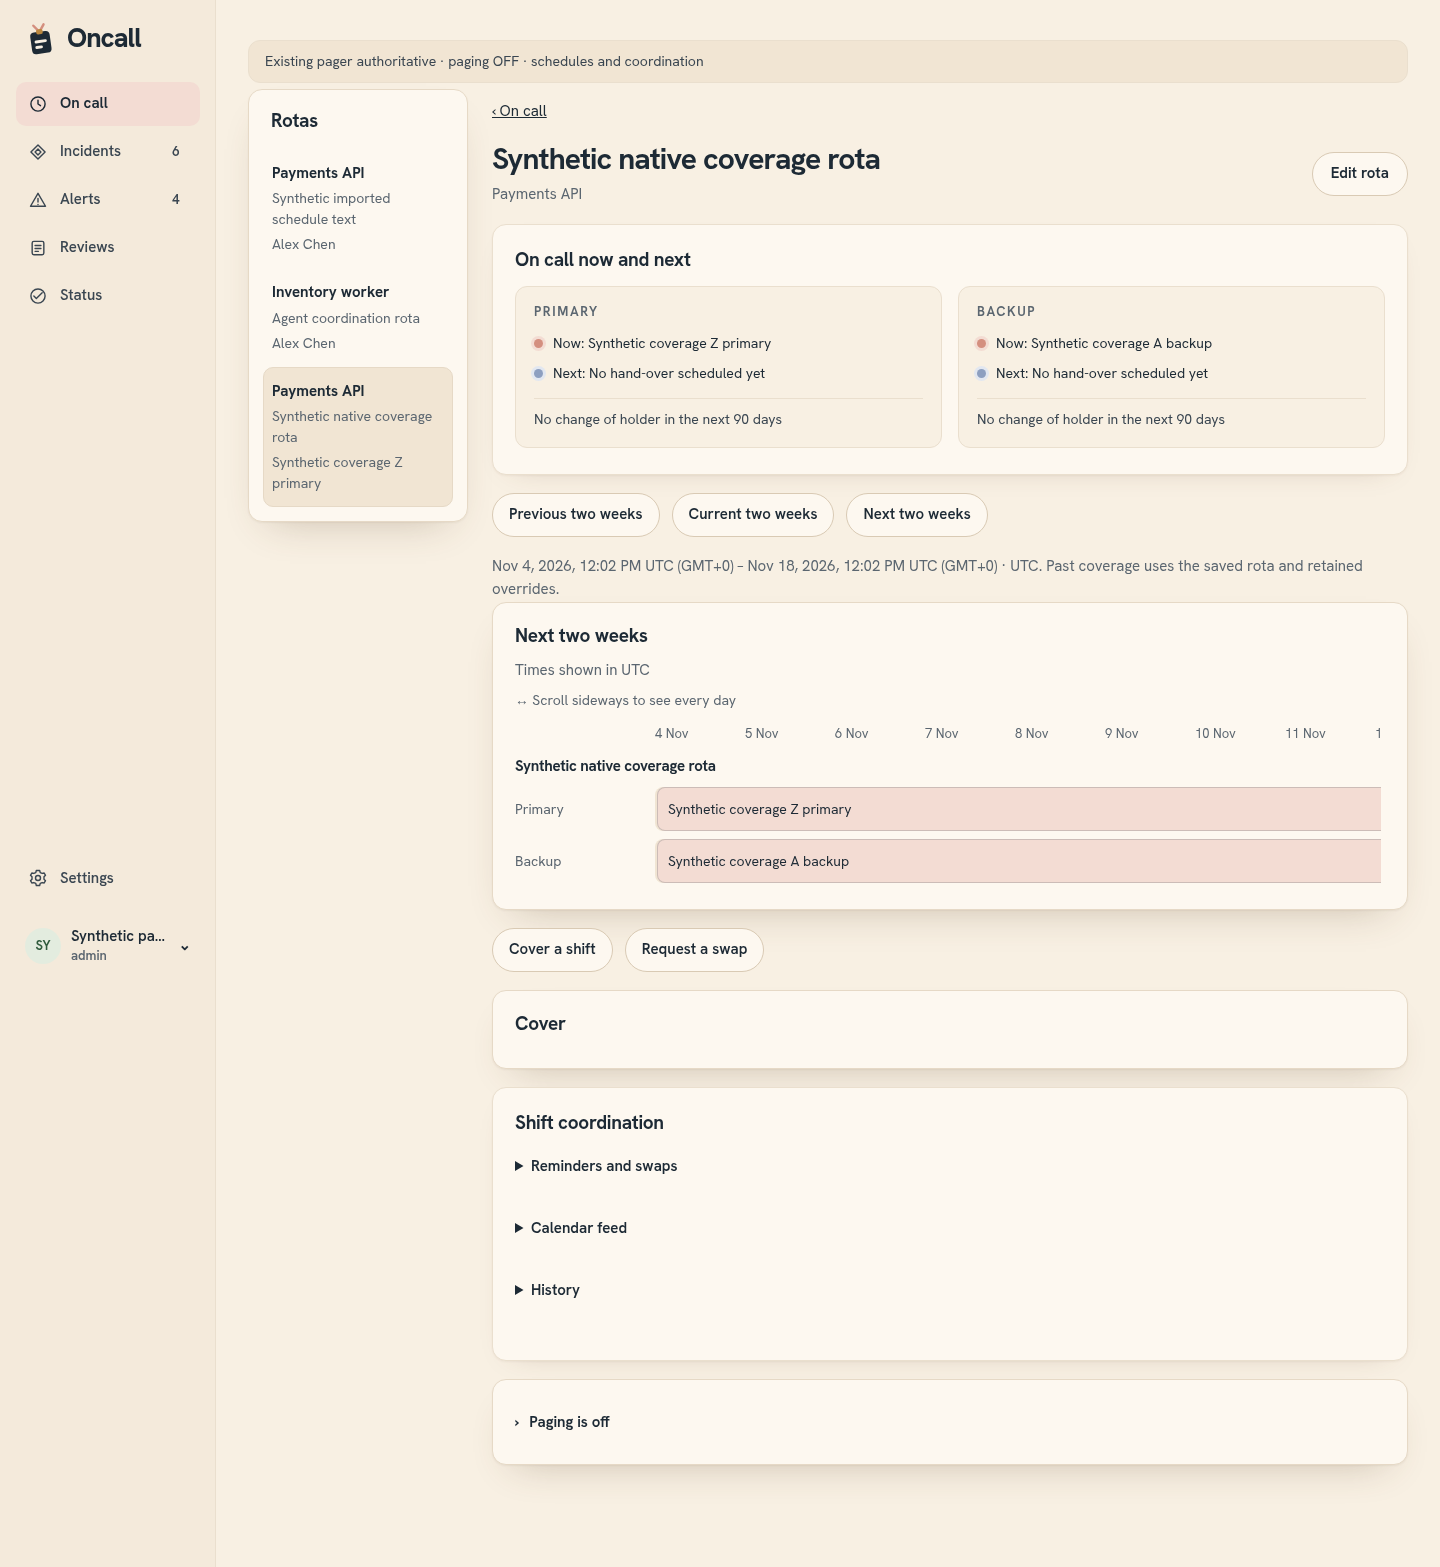 Oncall
On call
Incidents 6
Alerts 4
Reviews
Status
Settings
SY
Synthetic pa...
admin
Existing pager authoritative · paging OFF · schedules and coordination
Rotas
Payments API
Synthetic imported
schedule text
Alex Chen
Inventory worker
Agent coordination rota
Alex Chen
Payments API
Synthetic native coverage
rota
Synthetic coverage Z
primary
‹ On call
Synthetic native coverage rota
Payments API
Edit rota
On call now and next
PRIMARY
Now: Synthetic coverage Z primary
Next: No hand-over scheduled yet
No change of holder in the next 90 days
BACKUP
Now: Synthetic coverage A backup
Next: No hand-over scheduled yet
No change of holder in the next 90 days
Previous two weeks
Current two weeks
Next two weeks
Nov 4, 2026, 12:02 PM UTC (GMT+0) – Nov 18, 2026, 12:02 PM UTC (GMT+0) · UTC. Past coverage uses the saved rota and retained
overrides.
Next two weeks
Times shown in UTC
↔ Scroll sideways to see every day
4 Nov 5 Nov 6 Nov 7 Nov 8 Nov 9 Nov 10 Nov 11 Nov 1
Synthetic native coverage rota
Primary Synthetic coverage Z primary
Backup Synthetic coverage A backup
Cover a shift
Request a swap
Cover
Shift coordination
▶ Reminders and swaps
▶ Calendar feed
▶ History
› Paging is off